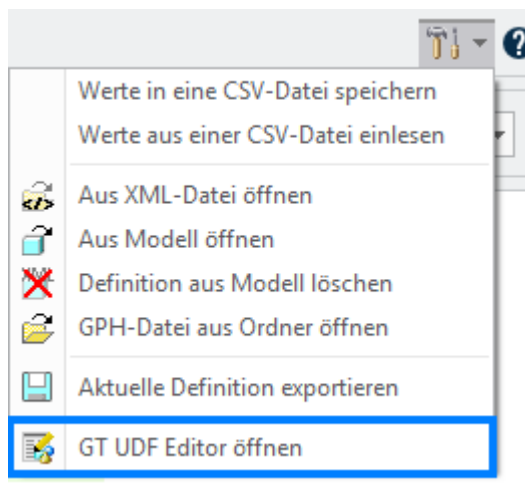 Werte in eine CSV-Datei speichern
Werte aus einer CSV-Datei einlesen
Aus XML-Datei öffnen
Aus Modell öffnen
Definition aus Modell löschen
GPH-Datei aus Ordner öffnen
Aktuelle Definition exportieren
GT UDF Editor öffnen